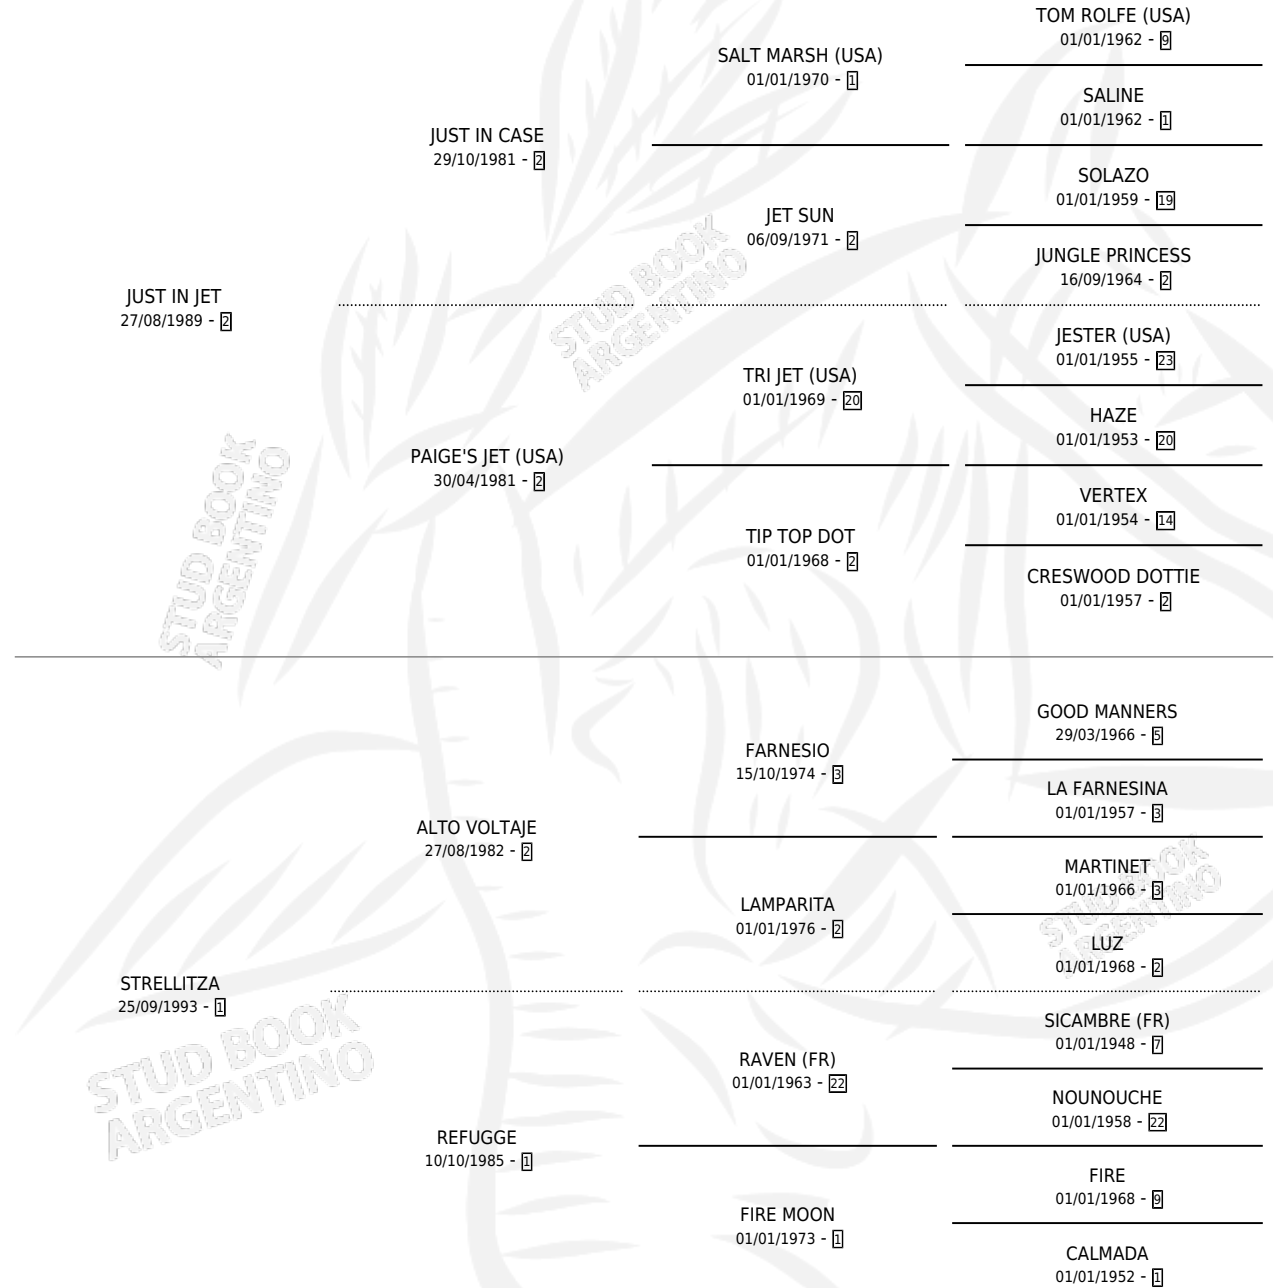 TOM ROLFE (USA)
01/01/1962 - 9
SALT MARSH (USA)
01/01/1970 - 1
SALINE
01/01/1962 - 1
JUST IN CASE
29/10/1981 - 2
SOLAZO
01/01/1959 - 19
JET SUN
06/09/1971 - 2
JUNGLE PRINCESS
16/09/1964 - 2
JUST IN JET
27/08/1989 - 2
JESTER (USA)
01/01/1955 - 23
TRI JET (USA)
01/01/1969 - 20
HAZE
01/01/1953 - 20
PAIGE'S JET (USA)
30/04/1981 - 2
VERTEX
01/01/1954 - 14
TIP TOP DOT
01/01/1968 - 2
CRESWOOD DOTTIE
01/01/1957 - 2
STUD BOOK
ARGENTINO
STUD BOOK
ARGENTINO
GOOD MANNERS
29/03/1966 - 5
FARNESIO
15/10/1974 - 3
LA FARNESINA
01/01/1957 - 3
ALTO VOLTAJE
27/08/1982 - 2
MARTINET
01/01/1966 - 3
LAMPARITA
01/01/1976 - 2
LUZ
01/01/1968 - 2
STRELLITZA
25/09/1993 - 1
SICAMBRE (FR)
01/01/1948 - 7
RAVEN (FR)
01/01/1963 - 22
NOUNOUCHE
01/01/1958 - 22
REFUGGE
10/10/1985 - 1
FIRE
01/01/1968 - 9
FIRE MOON
01/01/1973 - 1
CALMADA
01/01/1952 - 1
STUD BOOK
ARGENTINO
STUD BOOK
ARGENTINO